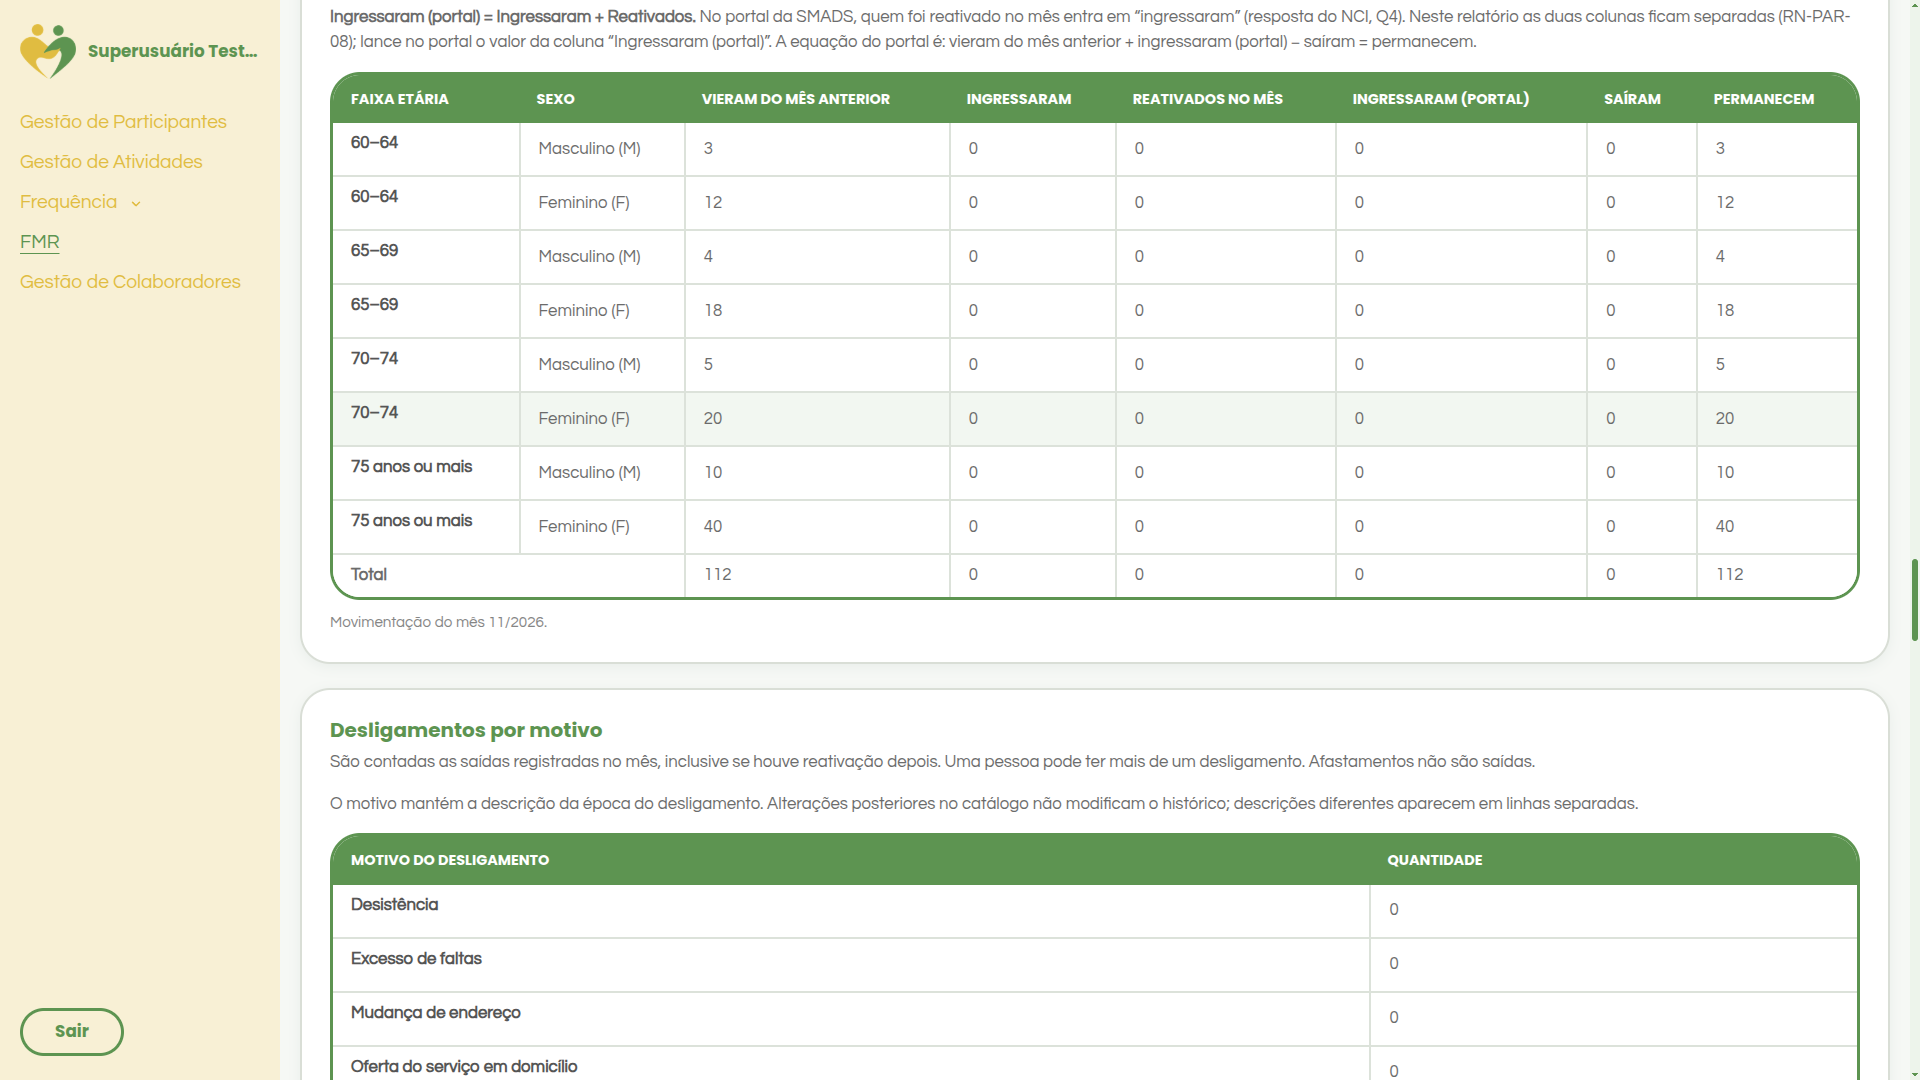 Superusuário Test...
Gestão de Participantes
Gestão de Atividades
Frequência
FMR
Gestão de Colaboradores
Sair
Ingressaram (portal) = Ingressaram + Reativados. No portal da SMADS, quem foi reativado no mês entra em “ingressaram” (resposta do NCI, Q4). Neste relatório as duas colunas ficam separadas (RN-PAR-
08); lance no portal o valor da coluna “Ingressaram (portal)”. A equação do portal é: vieram do mês anterior + ingressaram (portal) − saíram = permanecem.
FAIXA ETÁRIA SEXO VIERAM DO MÊS ANTERIOR INGRESSARAM REATIVADOS NO MÊS INGRESSARAM (PORTAL) SAÍRAM PERMANECEM
60–64 Masculino (M) 3 0 0 0 0 3
60–64 Feminino (F) 12 0 0 0 0 12
65–69 Masculino (M) 4 0 0 0 0 4
65–69 Feminino (F) 18 0 0 0 0 18
70–74 Masculino (M) 5 0 0 0 0 5
70–74 Feminino (F) 20 0 0 0 0 20
75 anos ou mais Masculino (M) 10 0 0 0 0 10
75 anos ou mais Feminino (F) 40 0 0 0 0 40
Total 112 0 0 0 0 112
Movimentação do mês 11/2026.
Desligamentos por motivo
São contadas as saídas registradas no mês, inclusive se houve reativação depois. Uma pessoa pode ter mais de um desligamento. Afastamentos não são saídas.
O motivo mantém a descrição da época do desligamento. Alterações posteriores no catálogo não modificam o histórico; descrições diferentes aparecem em linhas separadas.
MOTIVO DO DESLIGAMENTO QUANTIDADE
Desistência 0
Excesso de faltas 0
Mudança de endereço 0
Oferta do serviço em domicílio 0